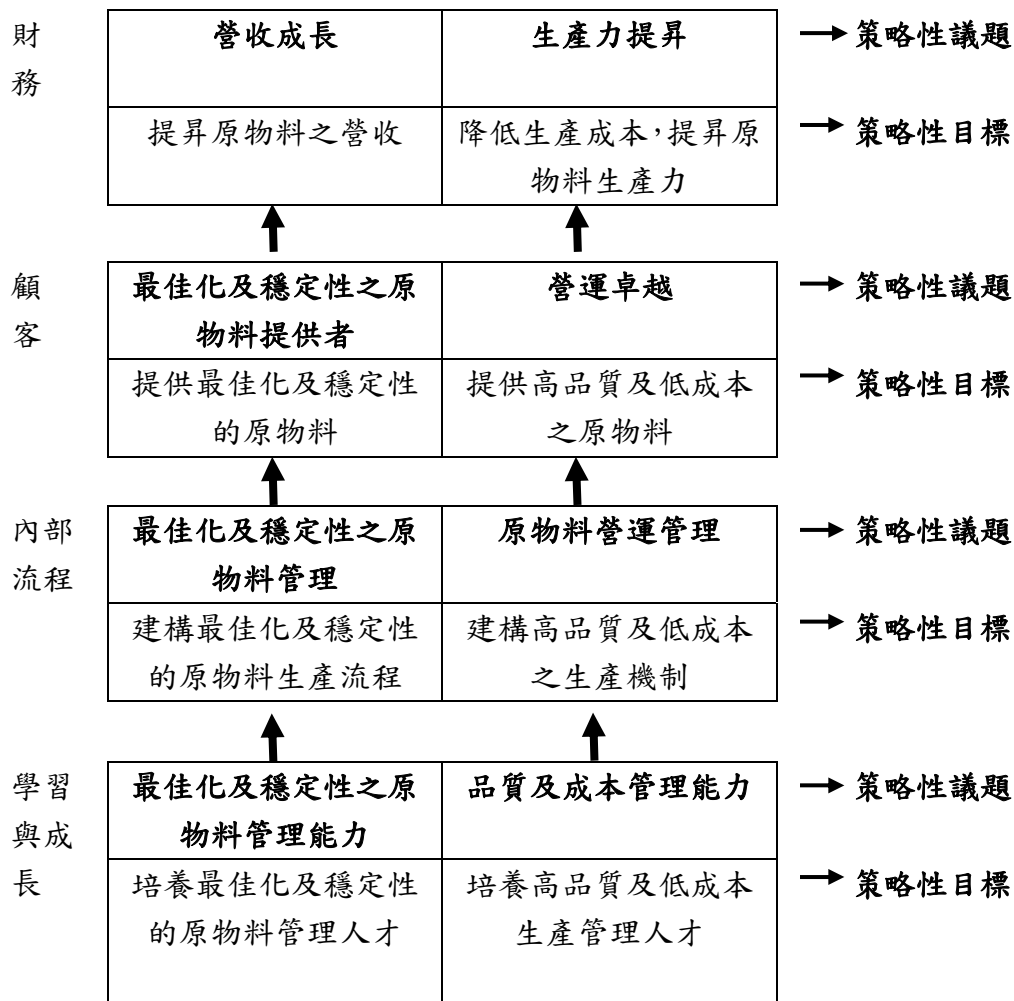 財 營收成長 生產力提昇 策略性議題
務
提昇原物料之營收 降低生產成本，提昇原 策略性目標
物料生產力
顧 最佳化及穩定性之原 營運卓越 策略性議題
客 物料提供者
提供最佳化及穩定性 提供高品質及低成本 策略性目標
的原物料 之原物料
內部 最佳化及穩定性之原 原物料營運管理 策略性議題
流程 物料管理
建構最佳化及穩定性 建構高品質及低成本 策略性目標
的原物料生產流程 之生產機制
學習 最佳化及穩定性之原 品質及成本管理能力 策略性議題
與成 物料管理能力
長 培養最佳化及穩定性 培養高品質及低成本 策略性目標
的原物料管理人才 生產管理人才